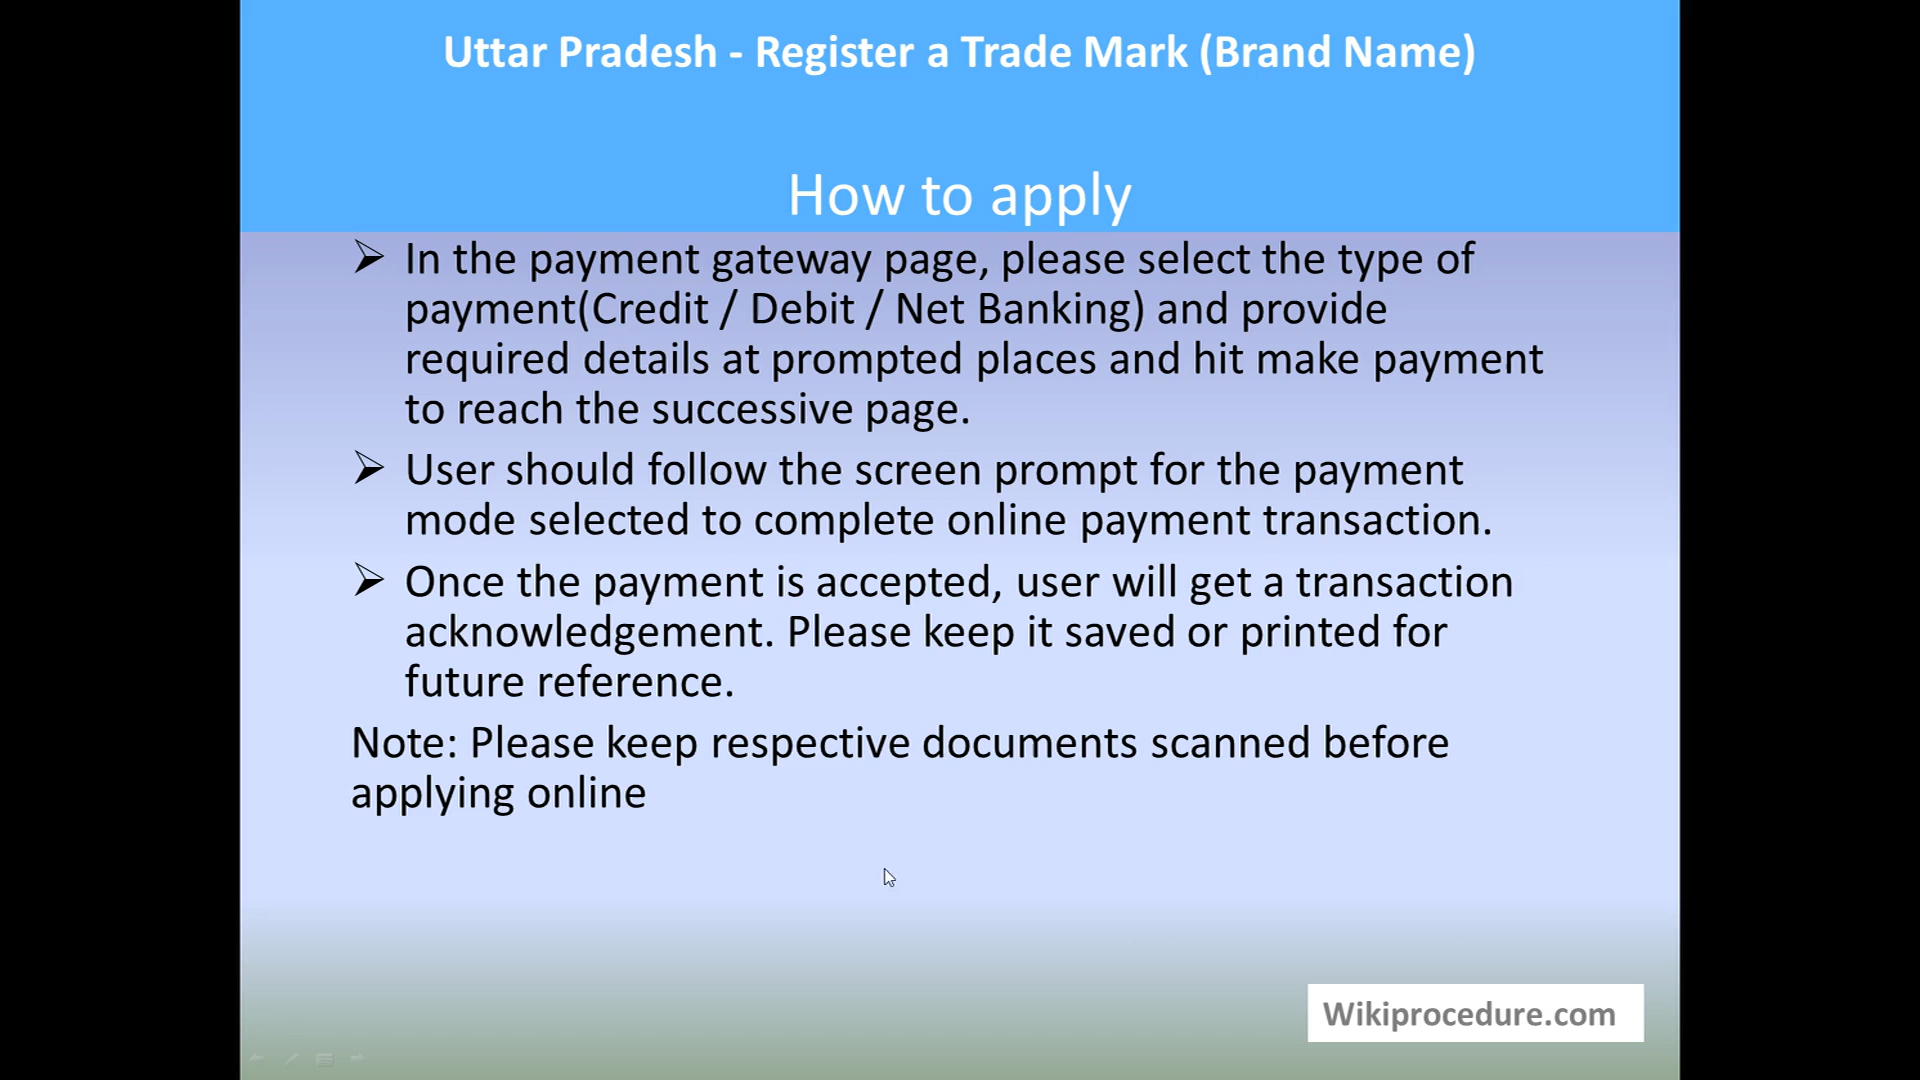 Uttar Pradesh - Register a Trade Mark (Brand Name)
How to apply
In the payment gateway page, please select the type of
payment(Credit / Debit / Net Banking) and provide
required details at prompted places and hit make payment
to reach the successive page.
User should follow the screen prompt for the payment
mode selected to complete online payment transaction.
Once the payment is accepted, user will get a transaction
acknowledgement. Please keep it saved or printed for
future reference.
Note: Please keep respective documents scanned before
applying online
Wikiprocedure.com